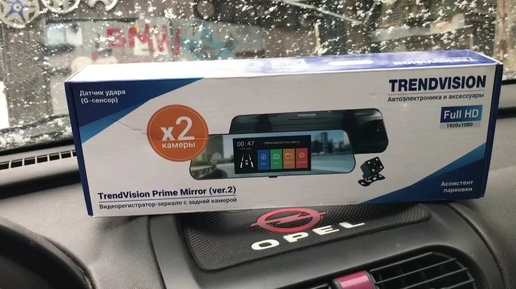 BMW
Датчик удара
(G-сенсор)
TRENDVISION
Автоэлектроника и аксессуары
Full HD
1920x1080
x2
камеры
00:47
Ассистент
парковки
TrendVision Prime Mirror (ver.2)
Видеорегистратор-зеркало с задней камерой
OPEL